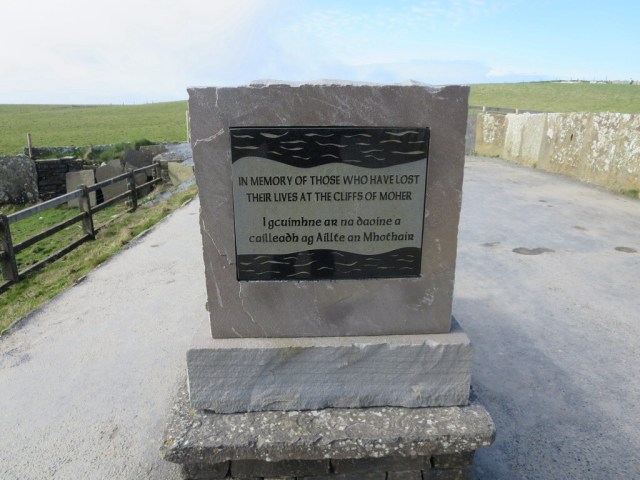 IN MEMORY OF THOSE WHO HAVE LOST
THEIR LIVES AT THE CLIFFS OF MOHER
I gcuimhne ar na daoine a
cailleadh ag Aillte an Mhothair